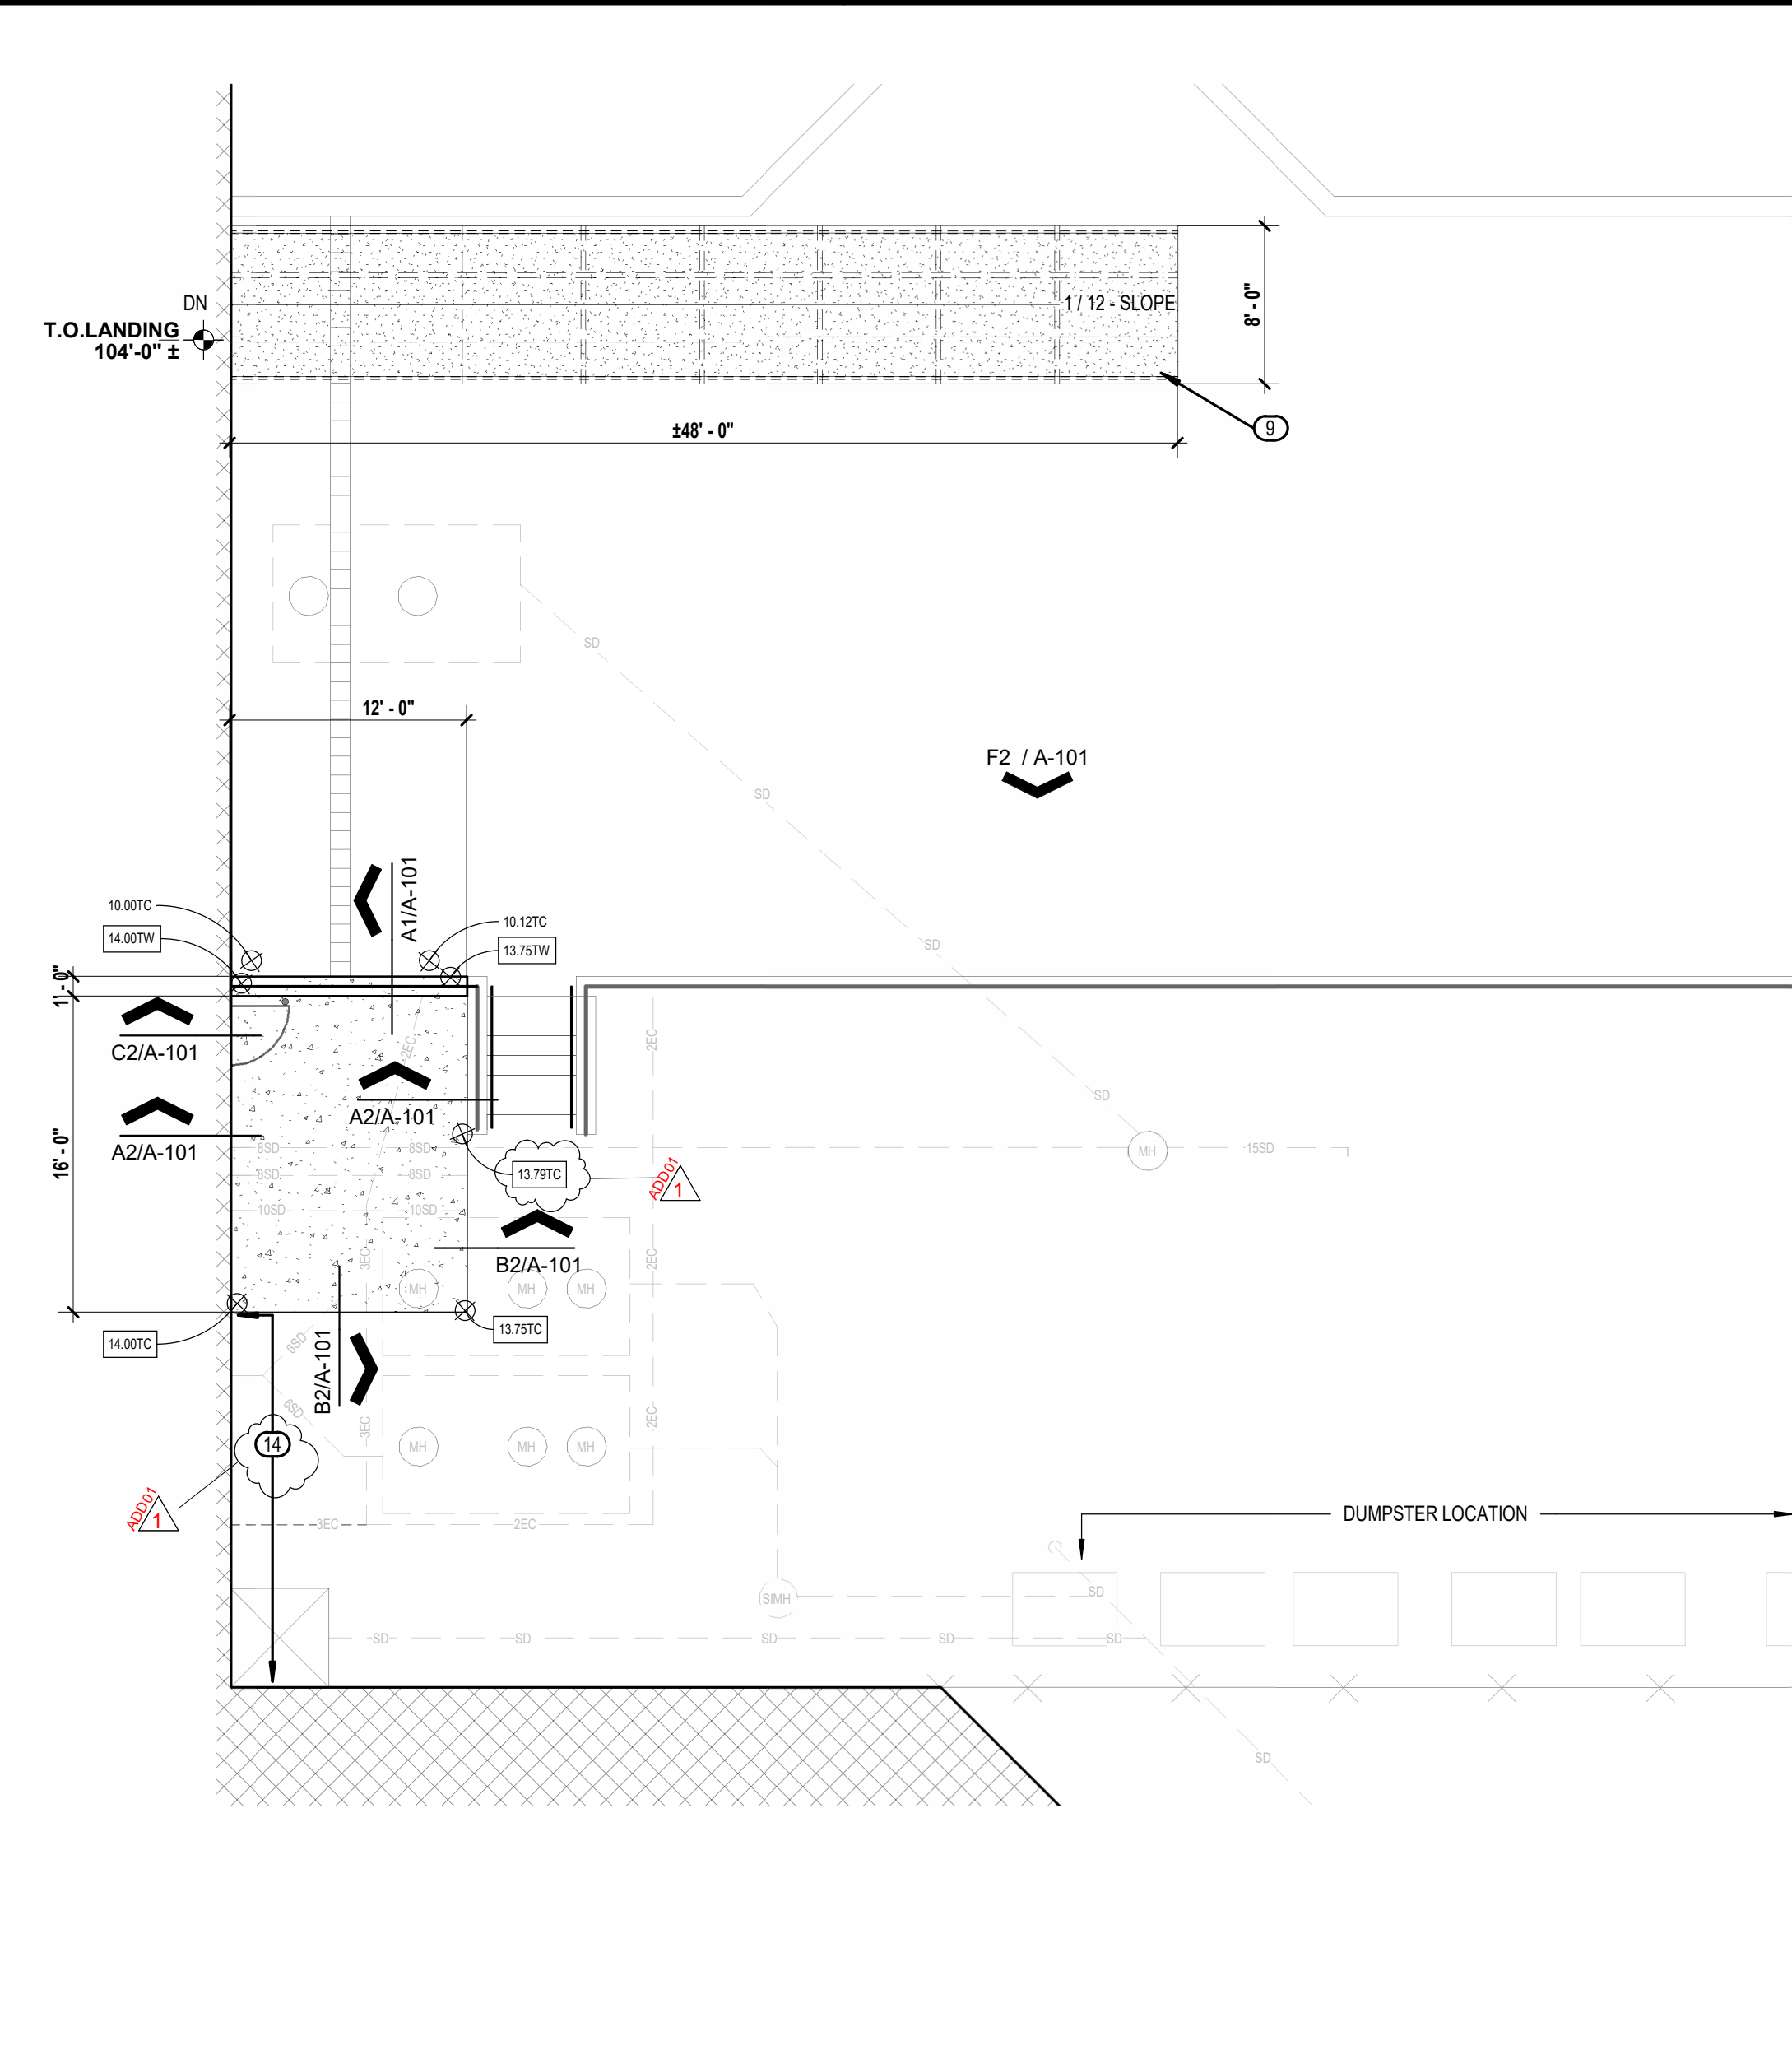 DN
T.O.LANDING
104'-0" ±
1 / 12 - SLOPE
8' - 0"
±48' - 0"
9
SD
12' - 0"
F2 / A-101
SD
A1/A-101
10.00TC
14.00TW
10.12TC
13.75TW
SD
1' - 0"
C2/A-101
2EC
2EC
A2/A-101
SD
A2/A-101
16' - 0"
8SD
8SD
MH
15SD
8SD
8SD
13.79TC
ADD01
1
10SD
10SD
3EC
2EC
B2/A-101
MH
MH
MH
14.00TC
13.75TC
6SD
B2/A-101
6SD
3EC
2EC
14
MH
MH
MH
ADD01
1
3EC
2EC
DUMPSTER LOCATION
SIMH
SD
SD
SD
SD
SD
SD
SD